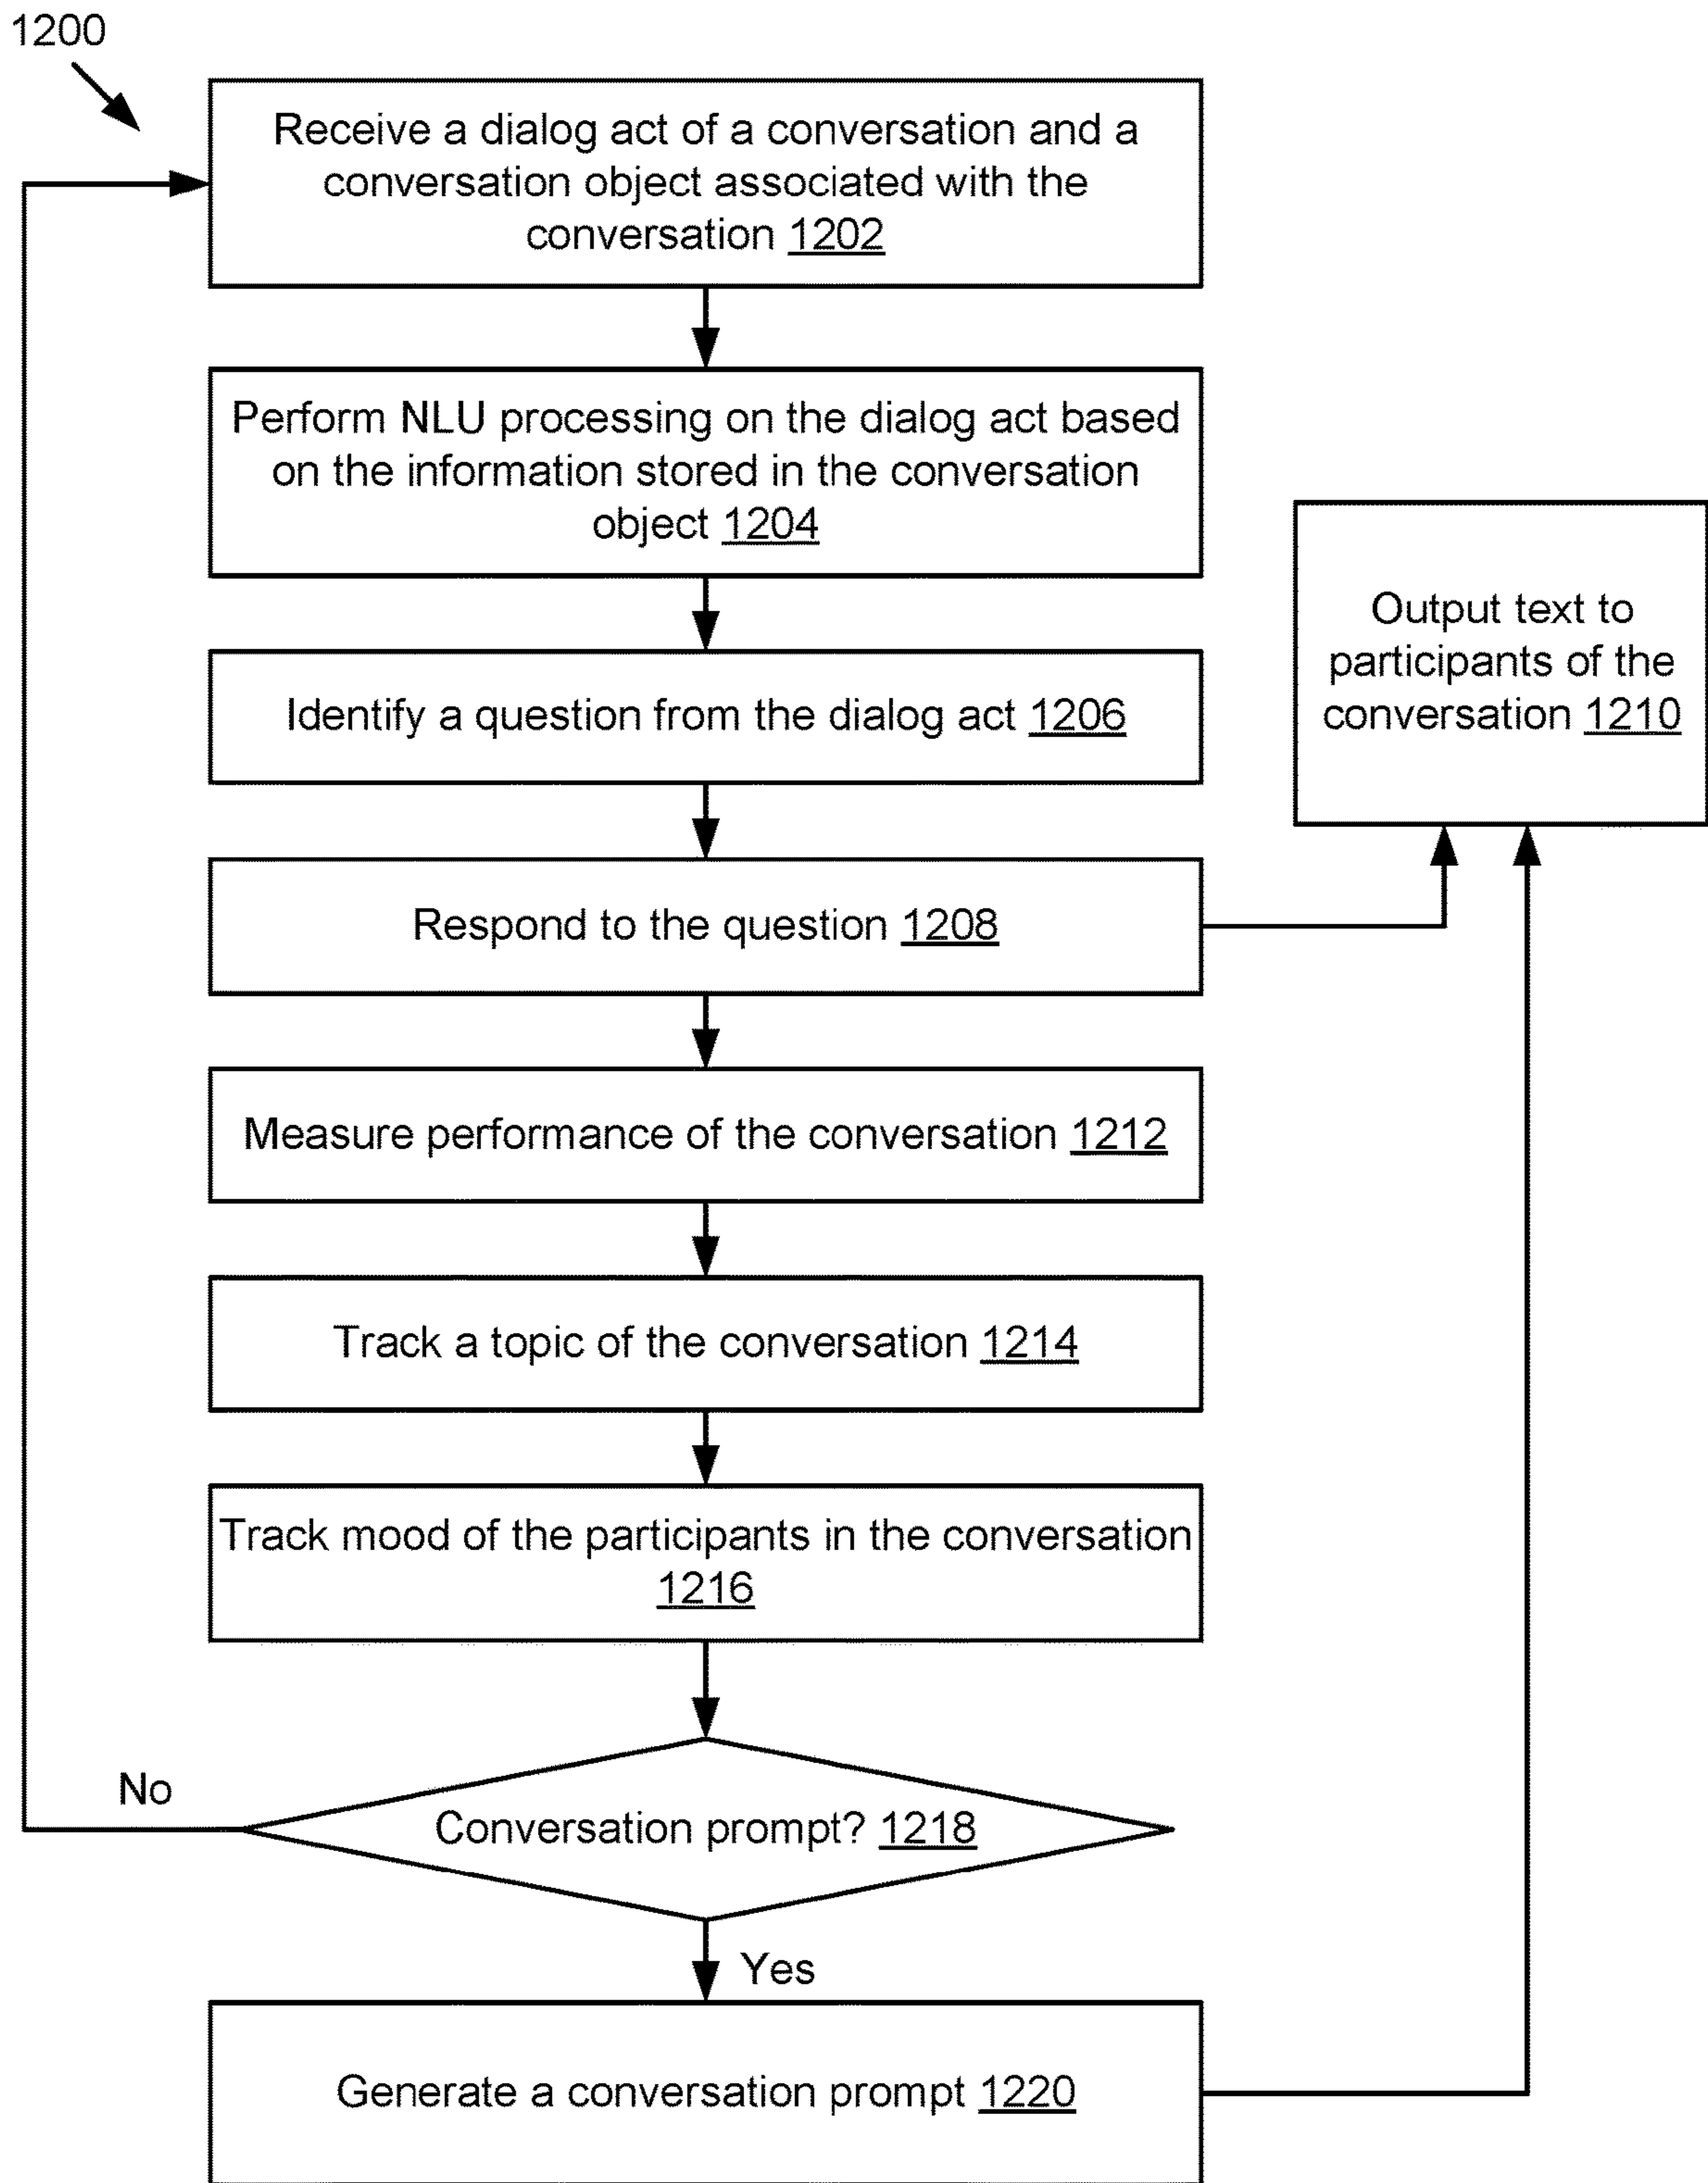 1200
Receive a dialog act of a conversation and a
conversation object associated with the
conversation 1202
Perform NLU processing on the dialog act based
on the information stored in the conversation
object 1204
Identify a question from the dialog act 1206
Output text to
participants of the
conversation 1210
Respond to the question 1208
Measure performance of the conversation 1212
Track a topic of the conversation 1214
Track mood of the participants in the conversation
1216
No
Conversation prompt? 1218
Yes
Generate a conversation prompt 1220